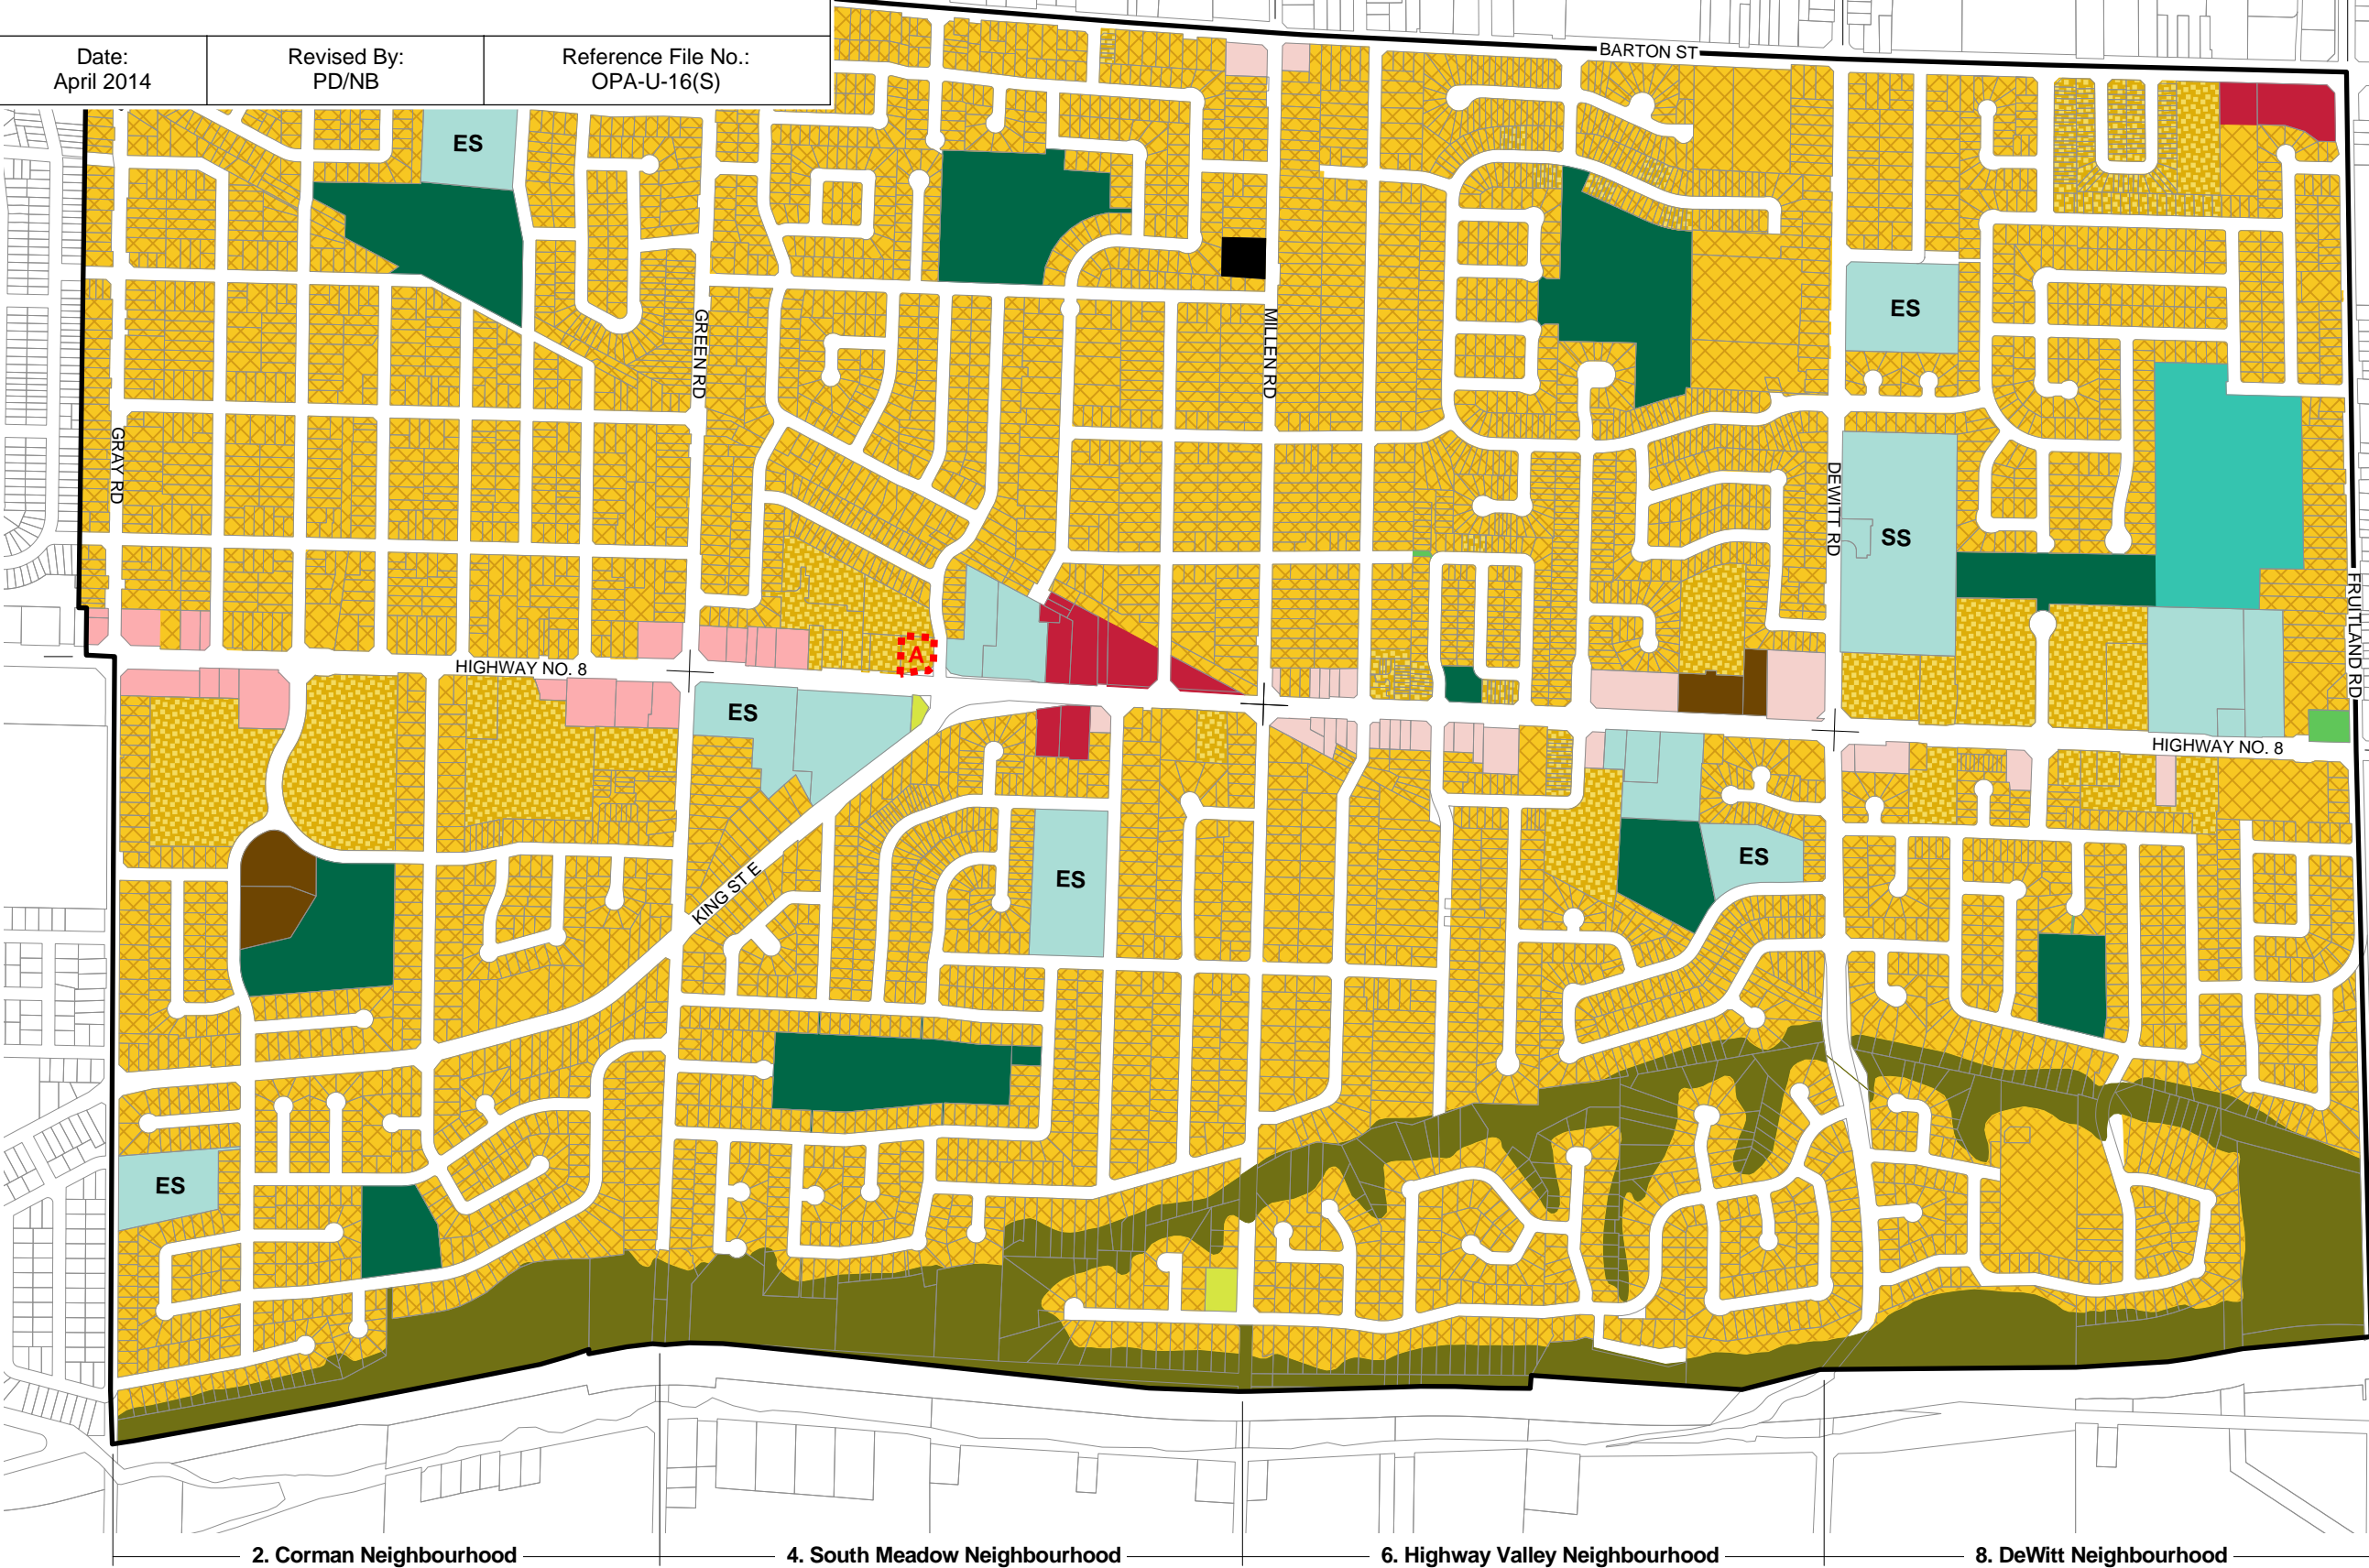 Date:
April 2014
Revised By:
PD/NB
Reference File No.:
OPA-U-16(S)
BARTON ST
ES
GREEN RD
MILLEN RD
ES
GRAY RD
DEWITT RD
SS
FRUITLAND RD
A
HIGHWAY NO. 8
ES
HIGHWAY NO. 8
ES
ES
KING ST E
ES
2. Corman Neighbourhood
4. South Meadow Neighbourhood
6. Highway Valley Neighbourhood
8. DeWitt Neighbourhood